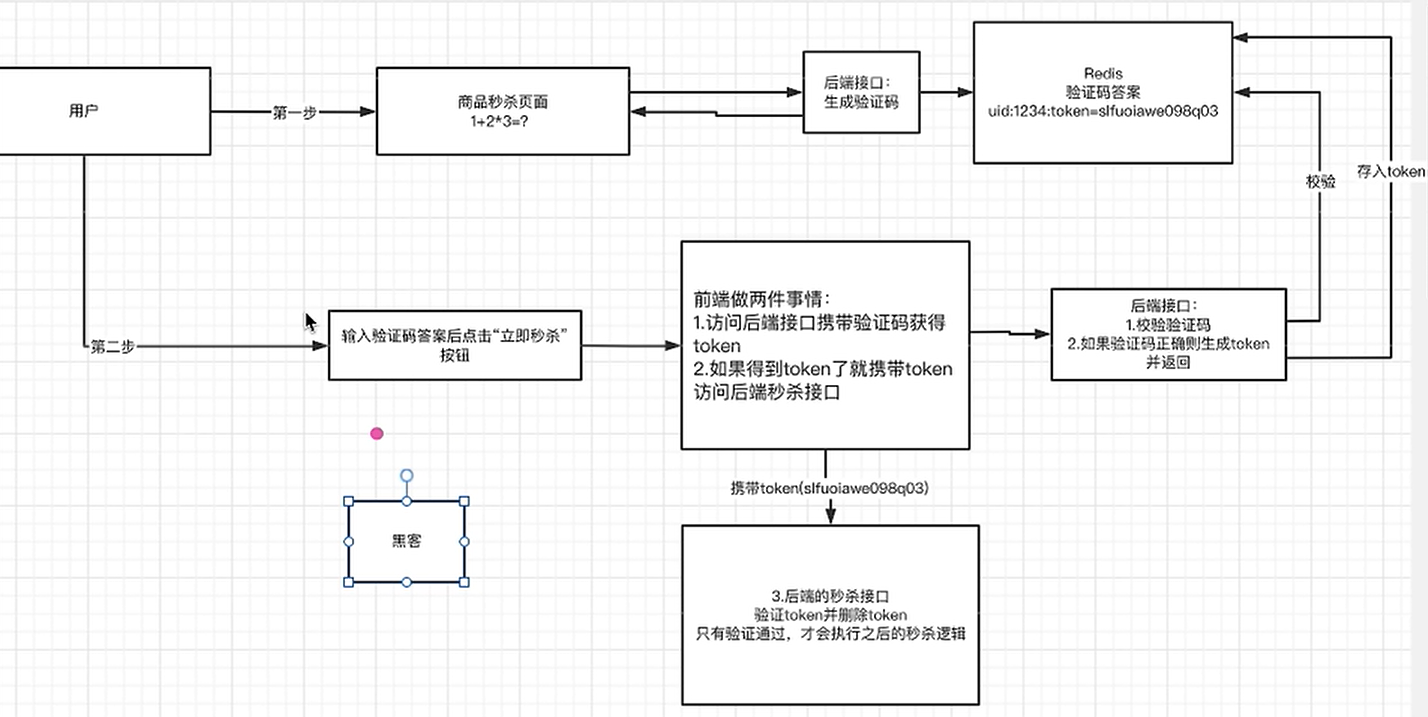 用户
第一步
商品秒杀页面
1+2*3=?
后端接口：
生成验证码
Redis
验证码答案
uid:1234:token=slfuoiawe098q03
校验
存入token
第二步
输入验证码答案后点击“立即秒杀”
按钮
前端做两件事情：
1.访问后端接口携带验证码获得
token
2.如果得到token了就携带token
访问后端秒杀接口
后端接口：
1.校验验证码
2.如果验证码正确则生成token
并返回
携带token(slfuoiawe098q03)
黑客
3.后端的秒杀接口
验证token并删除token
只有验证通过，才会执行之后的秒杀逻辑